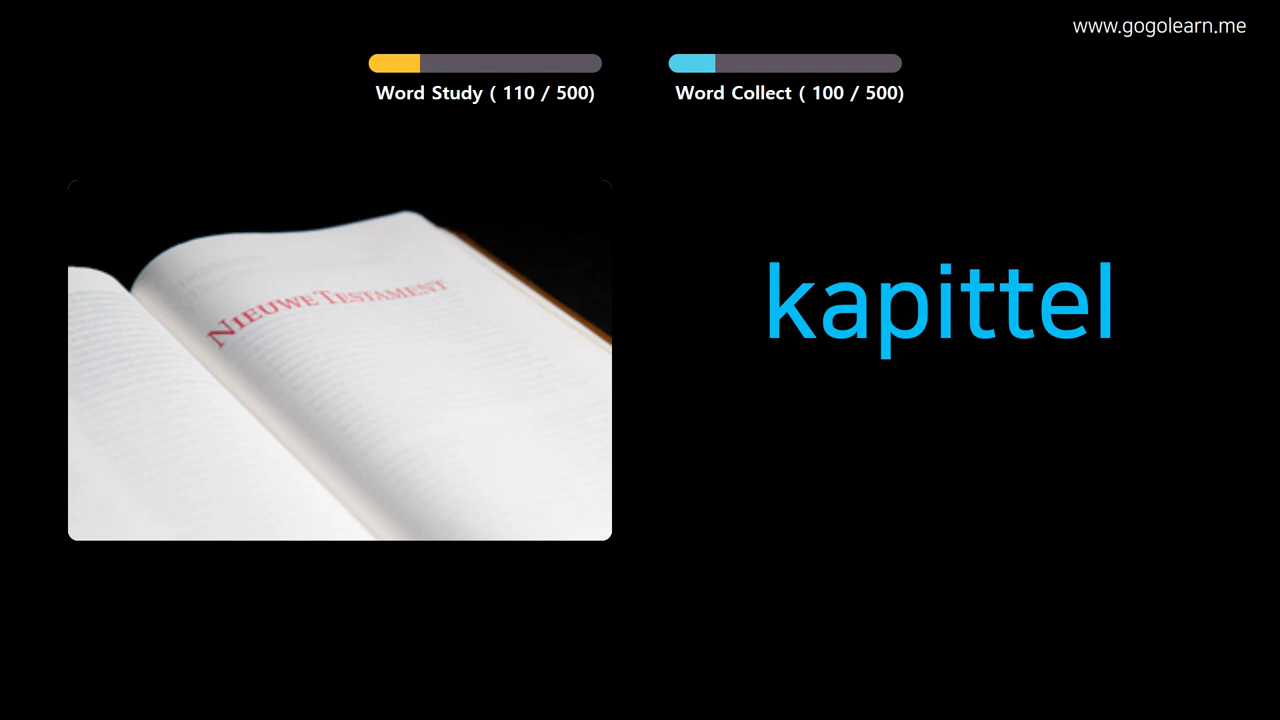 www.gogolearn.me
Word Study ( 110 / 500)
Word Collect ( 100 / 500)
NIEUWE TESTAMENT
kapittel